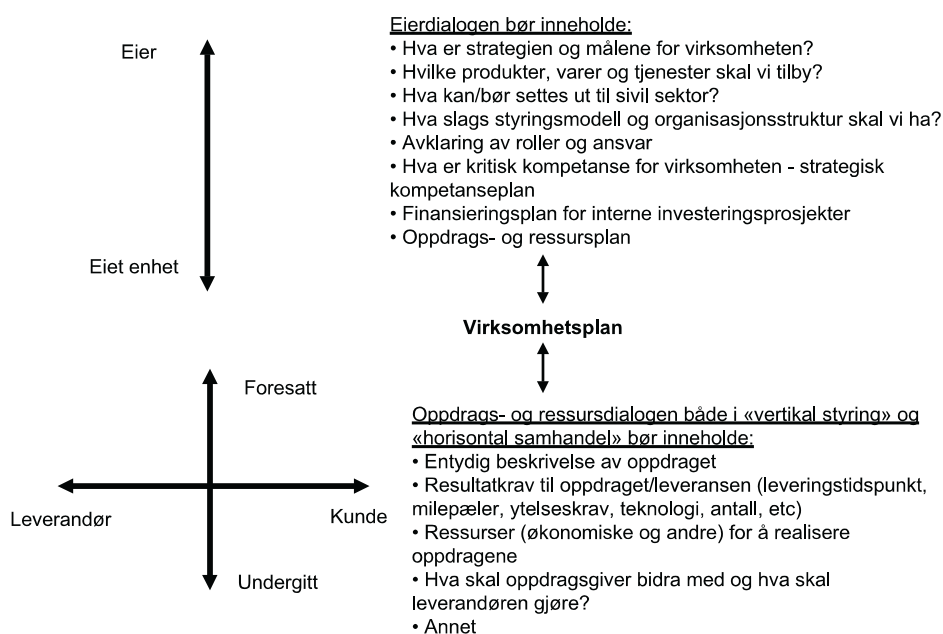 Eier
Eiet enhet
Eierdialogen bør inneholde:
• Hva er strategien og målene for virksomheten?
• Hvilke produkter, varer og tjenester skal vi tilby?
• Hva kan/bør settes ut til sivil sektor?
• Hva slags styringsmodell og organisasjonsstruktur skal vi ha?
• Avklaring av roller og ansvar
• Hva er kritisk kompetanse for virksomheten - strategisk
kompetanseplan
• Finansieringsplan for interne investeringsprosjekter
• Oppdrags- og ressursplan
Virksomhetsplan
Foresatt
Leverandør
Kunde
Undergitt
Oppdrags- og ressursdialogen både i «vertikal styring» og
«horisontal samhandel» bør inneholde:
• Entydig beskrivelse av oppdraget
• Resultatkrav til oppdraget/leveransen (leveringstidspunkt,
milepæler, ytelseskrav, teknologi, antall, etc)
• Ressurser (økonomiske og andre) for å realisere
oppdragene
• Hva skal oppdragsgiver bidra med og hva skal
leverandøren gjøre?
• Annet